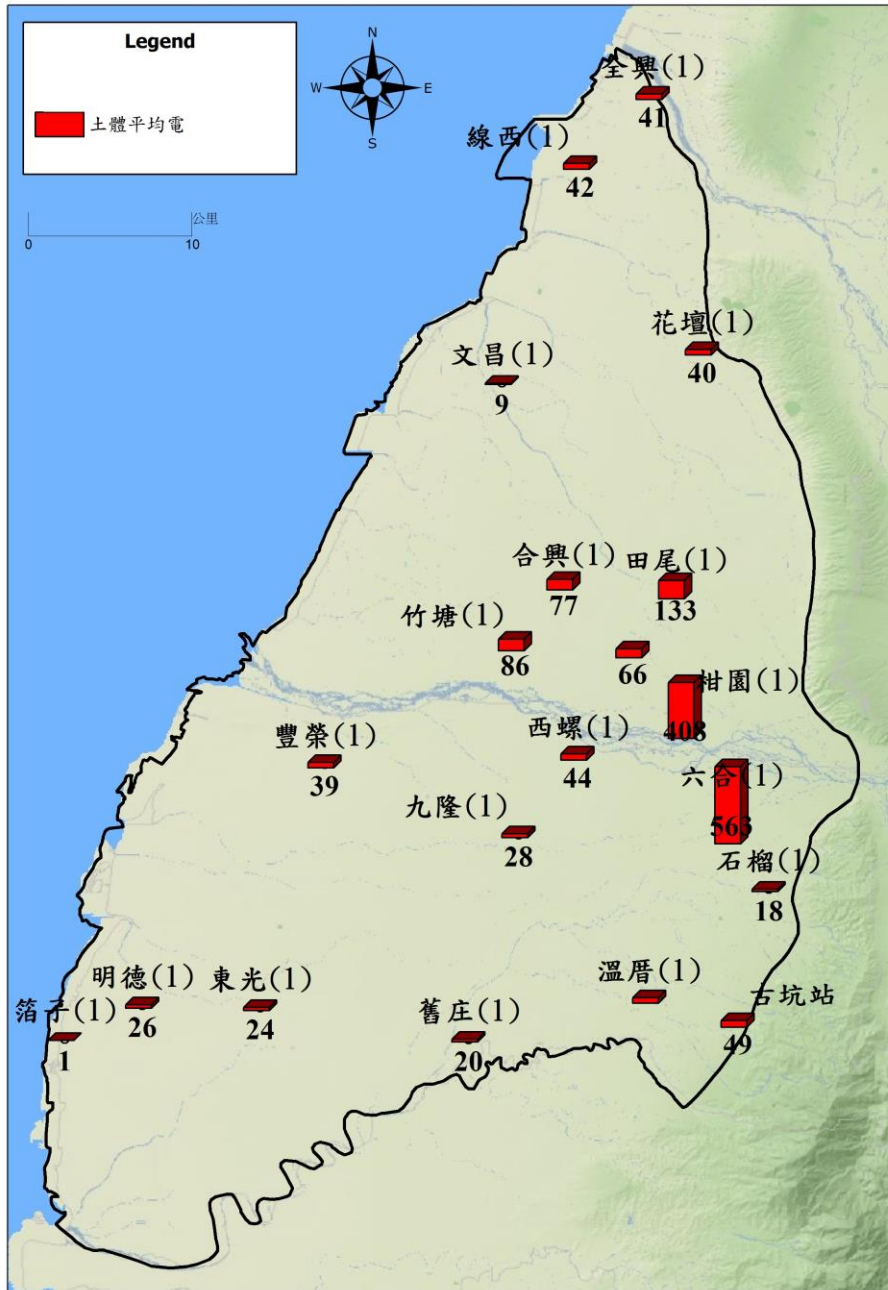 Legend
土體平均電
N
W
E
S
公里
0
10
全興(1)
41
線西(1)
42
花壇(1)
40
文昌(1)
9
合興(1)
77
田尾(1)
133
竹塘(1)
86
66
柑園(1)
408
西螺(1)
44
豐榮(1)
39
六合(1)
563
九隆(1)
28
石榴(1)
18
溫厝(1)
古坑站
49
明德(1)
26
東光(1)
24
箔子(1)
1
舊庄(1)
20